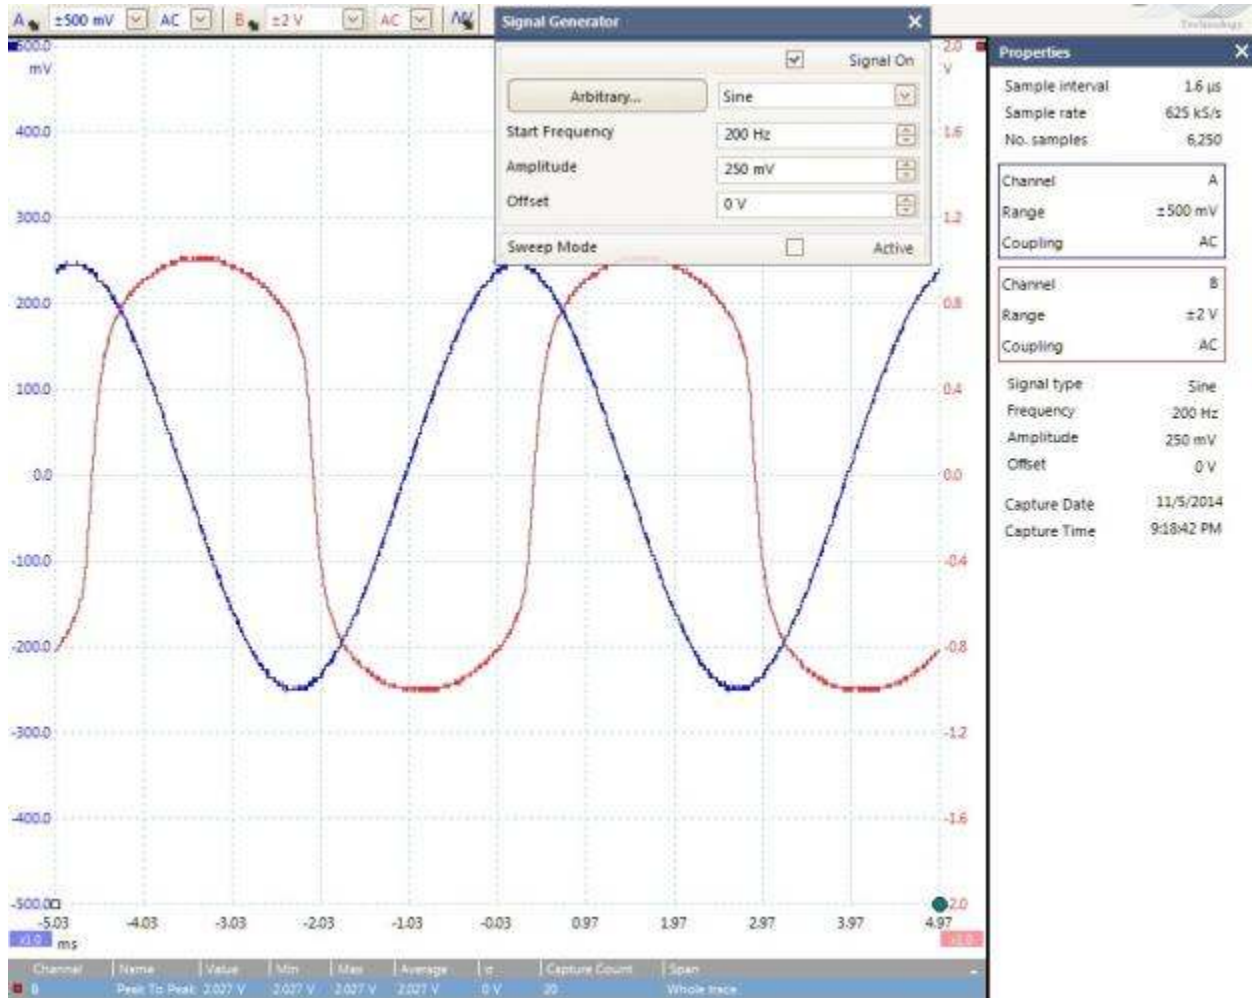 A ±500 mV AC B ±2 V AC
Signal Generator
Signal On
Arbitrary... Sine
Start Frequency 200 Hz
Amplitude 250 mV
Offset 0 V
Sweep Mode Active
Technology
Properties
Sample interval 1.6 µs
Sample rate 625 kS/s
No. samples 6,250
Channel A
Range ±500 mV
Coupling AC
Channel B
Range ±2 V
Coupling AC
Signal type Sine
Frequency 200 Hz
Amplitude 250 mV
Offset 0 V
Capture Date 11/5/2014
Capture Time 9:18:42 PM
500.0 2.0
mV V
400.0 1.6
1.2
200.0 0.8
100.0 0.4
0.0 0.0
-100.0 -0.4
-200.0 -0.8
-300.0 -1.2
-400.0 -1.6
-500.0 -2.0
-5.03 -4.03 -3.03 -2.03 -1.03 -0.03 0.97 1.97 2.97 3.97 4.97
x1.0 ms x1.0
Channel Name Value Min Max Average σ Capture Count Span
B Peak To Peak 2.027 V 2.027 V 2.027 V 2.027 V 0 V 20 Whole trace